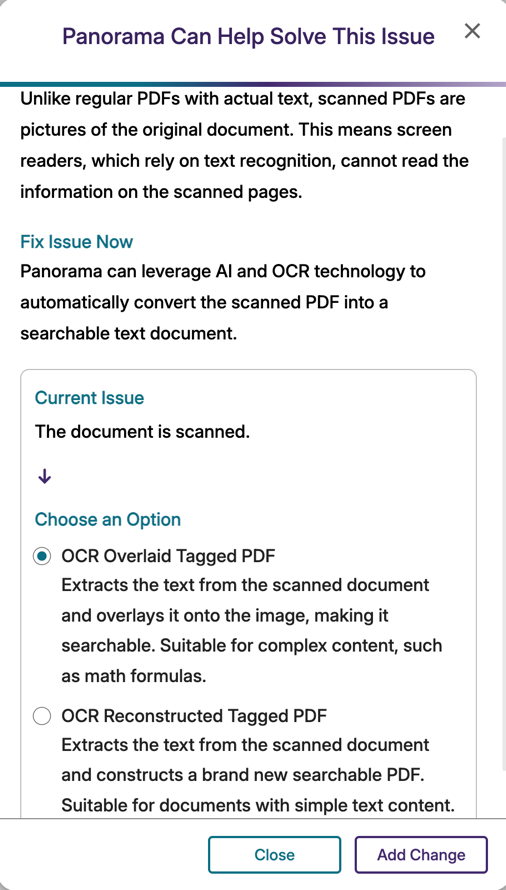 Panorama Can Help Solve This Issue
Unlike regular PDFs with actual text, scanned PDFs are
pictures of the original document. This means screen
readers, which rely on text recognition, cannot read the
information on the scanned pages.
Fix Issue Now
Panorama can leverage AI and OCR technology to
automatically convert the scanned PDF into a
searchable text document.
Current Issue
The document is scanned.
Choose an Option
OCR Overlaid Tagged PDF
Extracts the text from the scanned document
and overlays it onto the image, making it
searchable. Suitable for complex content, such
as math formulas.
OCR Reconstructed Tagged PDF
Extracts the text from the scanned document
and constructs a brand new searchable PDF.
Suitable for documents with simple text content.
Close
Add Change